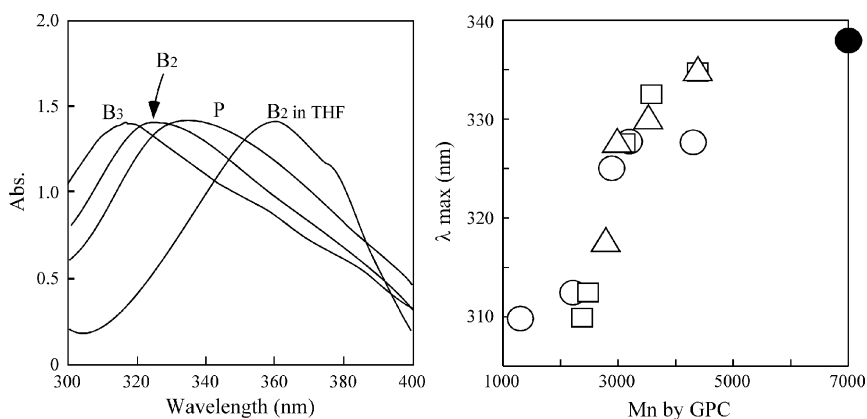 2.0
1.5
1.0
0.5
0
Abs.
B2
B3
P
B2 in THF
300
320
340
360
380
400
Wavelength (nm)
340
330
320
310
λ max (nm)
1000
3000
5000
7000
Mn by GPC